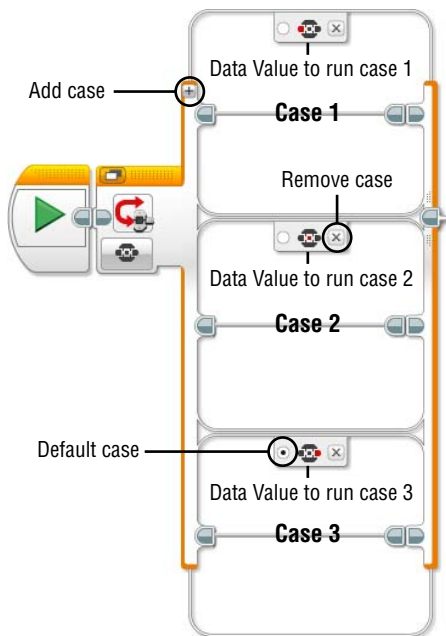 Data Value to run case 1
Add case
Case 1
Remove case
Data Value to run case 2
Case 2
Default case
Data Value to run case 3
Case 3